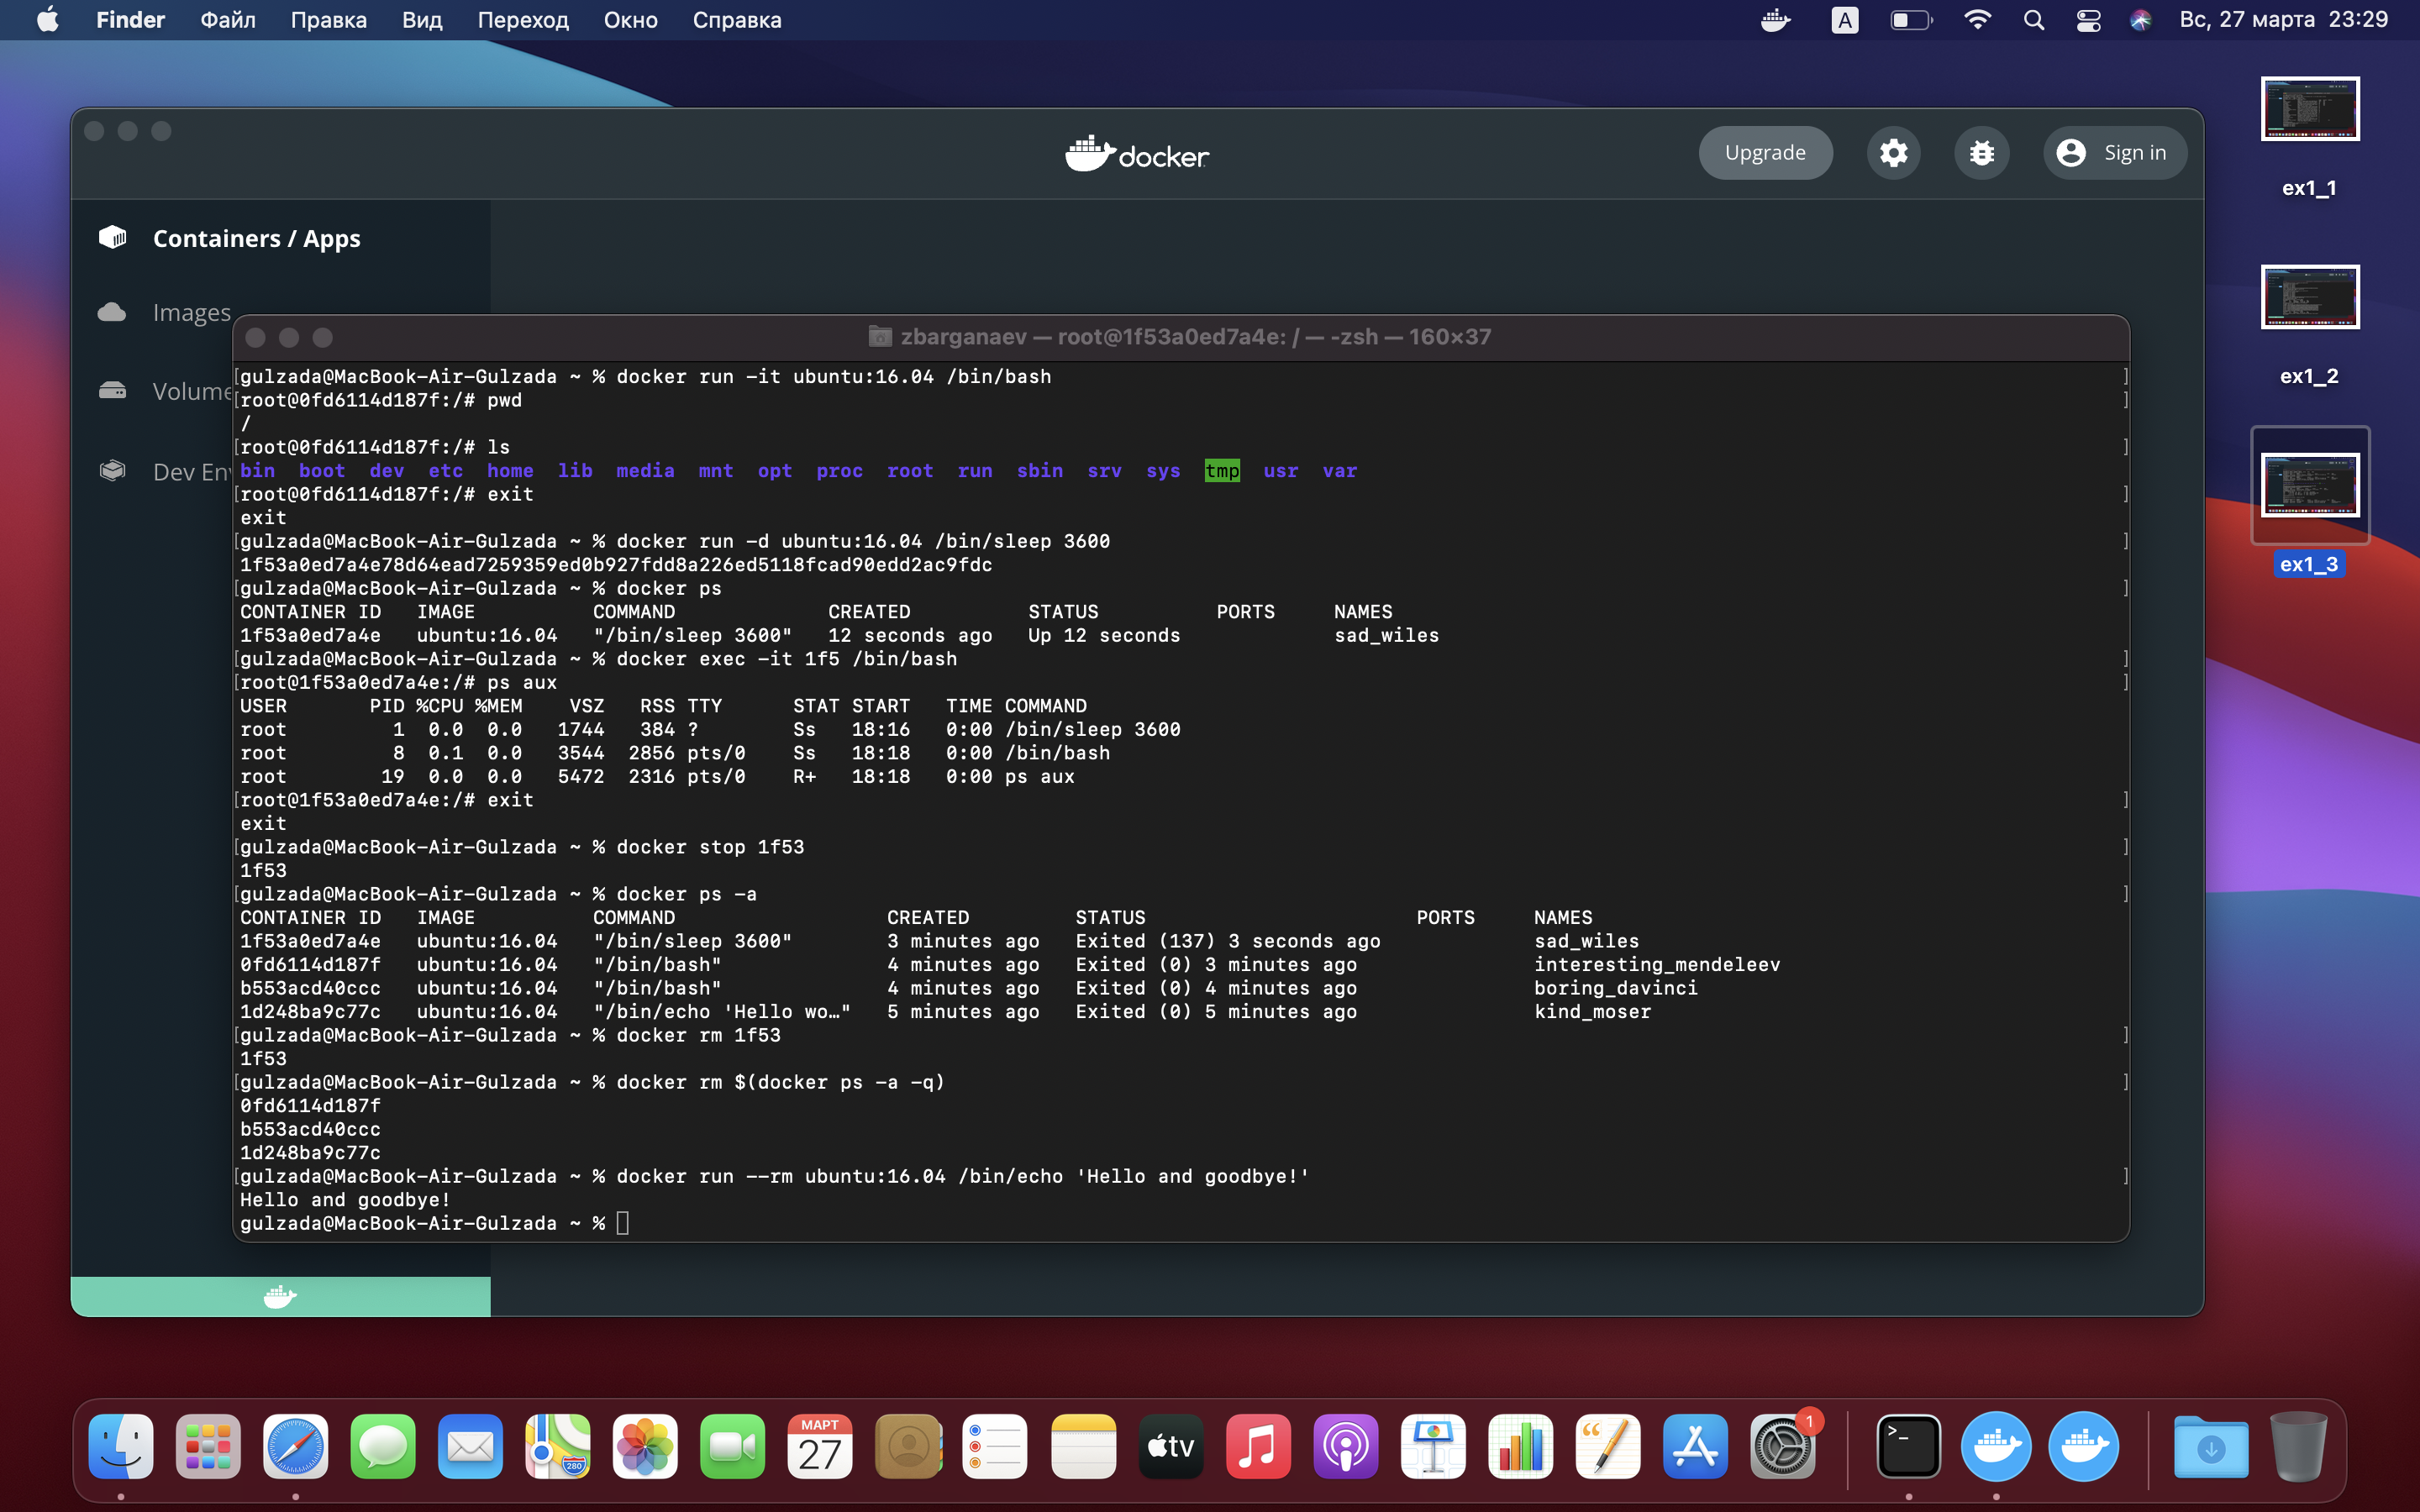 Finder Файл Правка Вид Переход Окно Справка
A Вс, 27 марта 23:29
docker
Upgrade
Sign in
Containers / Apps
Images
Volume
Dev En
ex1_1
ex1_2
ex1_3
zbarganaev — root@1f53a0ed7a4e: / — -zsh — 160×37
[gulzada@MacBook-Air-Gulzada ~ % docker run -it ubuntu:16.04 /bin/bash ]
[root@0fd6114d187f:/# pwd ]
/
[root@0fd6114d187f:/# ls ]
bin boot dev etc home lib media mnt opt proc root run sbin srv sys tmp usr var
[root@0fd6114d187f:/# exit ]
exit
[gulzada@MacBook-Air-Gulzada ~ % docker run -d ubuntu:16.04 /bin/sleep 3600 ]
1f53a0ed7a4e78d64ead7259359ed0b927fdd8a226ed5118fcad90edd2ac9fdc
[gulzada@MacBook-Air-Gulzada ~ % docker ps ]
CONTAINER ID IMAGE COMMAND CREATED STATUS PORTS NAMES
1f53a0ed7a4e ubuntu:16.04 "/bin/sleep 3600" 12 seconds ago Up 12 seconds sad_wiles
[gulzada@MacBook-Air-Gulzada ~ % docker exec -it 1f5 /bin/bash ]
[root@1f53a0ed7a4e:/# ps aux ]
USER PID %CPU %MEM VSZ RSS TTY STAT START TIME COMMAND
root 1 0.0 0.0 1744 384 ? Ss 18:16 0:00 /bin/sleep 3600
root 8 0.1 0.0 3544 2856 pts/0 Ss 18:18 0:00 /bin/bash
root 19 0.0 0.0 5472 2316 pts/0 R+ 18:18 0:00 ps aux
[root@1f53a0ed7a4e:/# exit ]
exit
[gulzada@MacBook-Air-Gulzada ~ % docker stop 1f53 ]
1f53
[gulzada@MacBook-Air-Gulzada ~ % docker ps -a ]
CONTAINER ID IMAGE COMMAND CREATED STATUS PORTS NAMES
1f53a0ed7a4e ubuntu:16.04 "/bin/sleep 3600" 3 minutes ago Exited (137) 3 seconds ago sad_wiles
0fd6114d187f ubuntu:16.04 "/bin/bash" 4 minutes ago Exited (0) 3 minutes ago interesting_mendeleev
b553acd40ccc ubuntu:16.04 "/bin/bash" 4 minutes ago Exited (0) 4 minutes ago boring_davinci
1d248ba9c77c ubuntu:16.04 "/bin/echo 'Hello wo…" 5 minutes ago Exited (0) 5 minutes ago kind_moser
[gulzada@MacBook-Air-Gulzada ~ % docker rm 1f53 ]
1f53
[gulzada@MacBook-Air-Gulzada ~ % docker rm $(docker ps -a -q) ]
0fd6114d187f
b553acd40ccc
1d248ba9c77c
[gulzada@MacBook-Air-Gulzada ~ % docker run --rm ubuntu:16.04 /bin/echo 'Hello and goodbye!' ]
Hello and goodbye!
gulzada@MacBook-Air-Gulzada ~ %
280
МАРТ
27
tv
1
>_